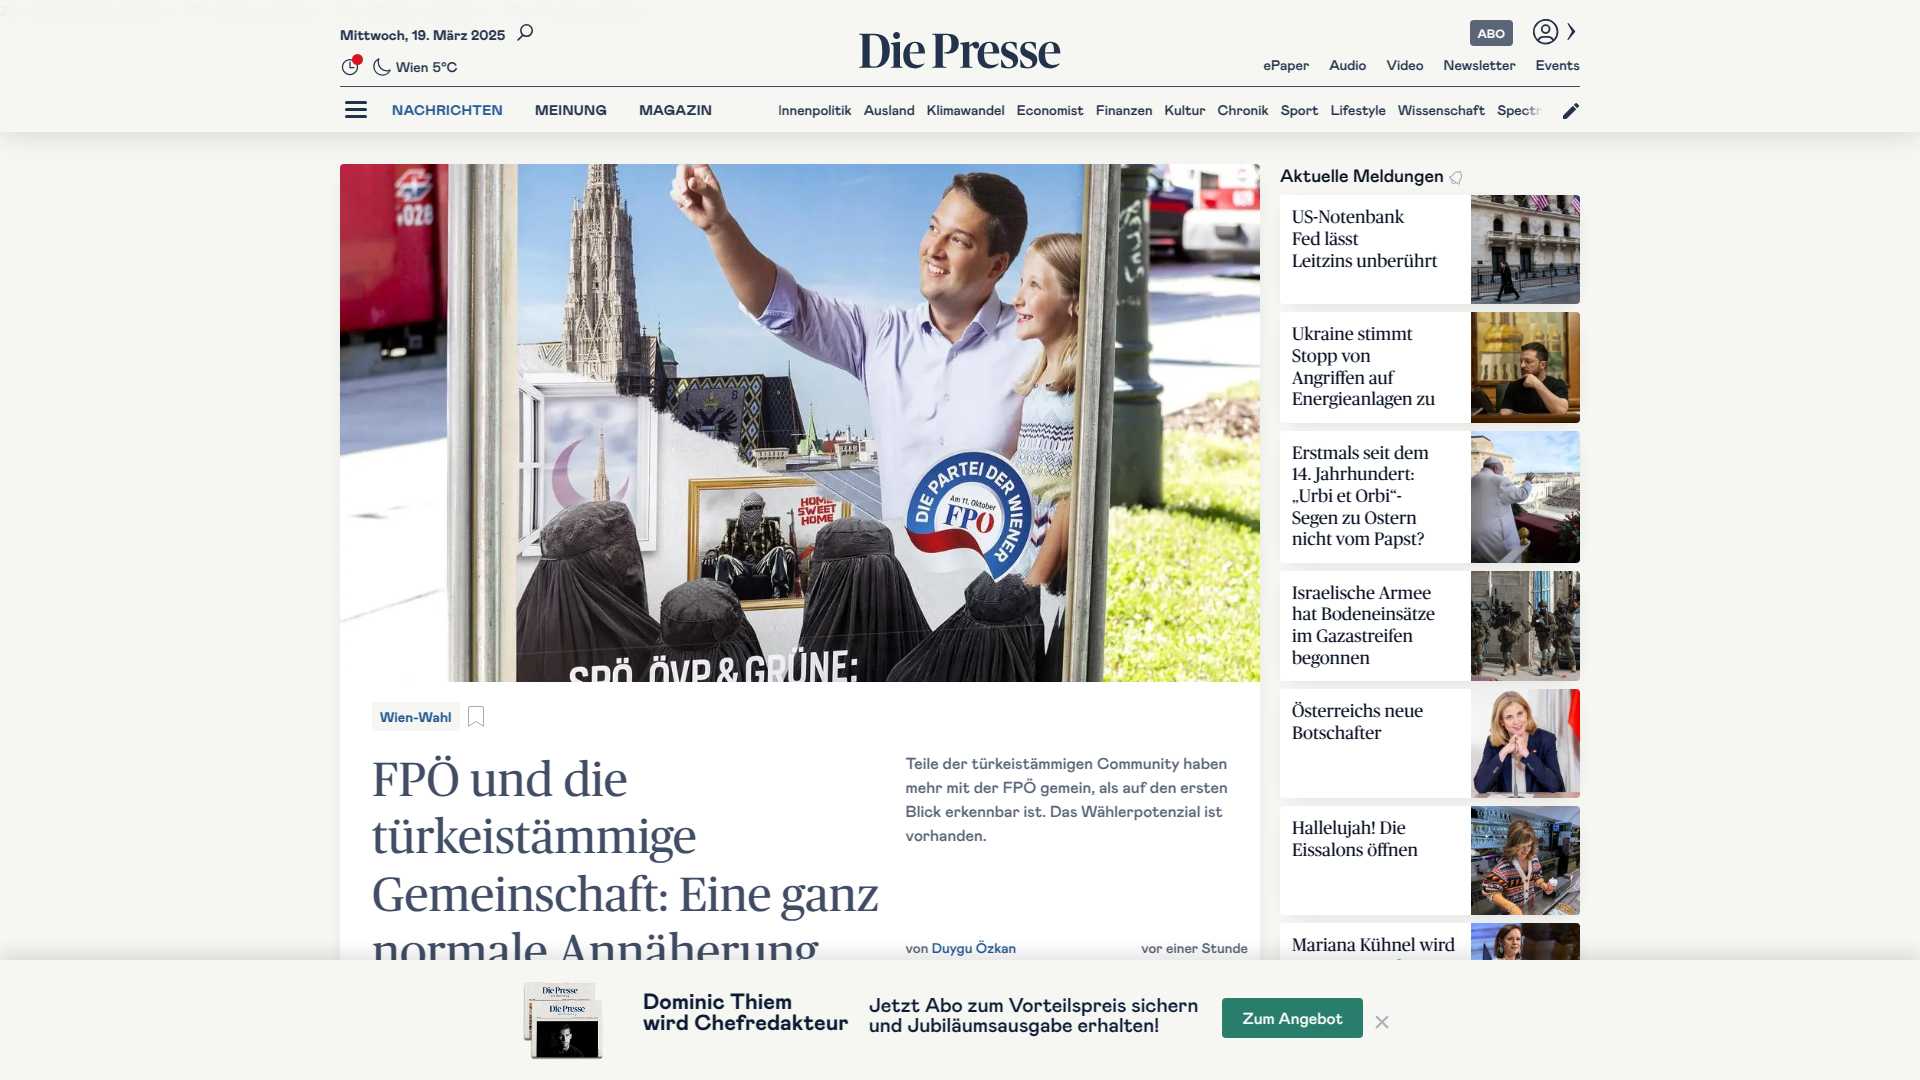 Mittwoch, 19. März 2025
Wien 5°C
Die Presse
ABO
ePaper Audio Video Newsletter Events
NACHRICHTEN MEINUNG MAGAZIN
Innenpolitik Ausland Klimawandel Economist Finanzen Kultur Chronik Sport Lifestyle Wissenschaft Spectr
028
HOME
SWEET
HOME
DIE PARTEI DER WIENER
Am 11. Oktober
FPÖ
SPÖ, ÖVP & GRÜNE:
Wien-Wahl
FPÖ und die
türkeistämmige
Gemeinschaft: Eine ganz
normale Annäherung
Teile der türkeistämmigen Community haben
mehr mit der FPÖ gemein, als auf den ersten
Blick erkennbar ist. Das Wählerpotenzial ist
vorhanden.
von Duygu Özkan
vor einer Stunde
Aktuelle Meldungen
US-Notenbank
Fed lässt
Leitzins unberührt
Ukraine stimmt
Stopp von
Angriffen auf
Energieanlagen zu
Erstmals seit dem
14. Jahrhundert:
„Urbi et Orbi“-
Segen zu Ostern
nicht vom Papst?
Israelische Armee
hat Bodeneinsätze
im Gazastreifen
begonnen
Österreichs neue
Botschafter
Hallelujah! Die
Eissalons öffnen
Mariana Kühnel wird
Die Presse
Die Presse
Dominic Thiem
wird Chefredakteur
Jetzt Abo zum Vorteilspreis sichern
und Jubiläumsausgabe erhalten!
Zum Angebot